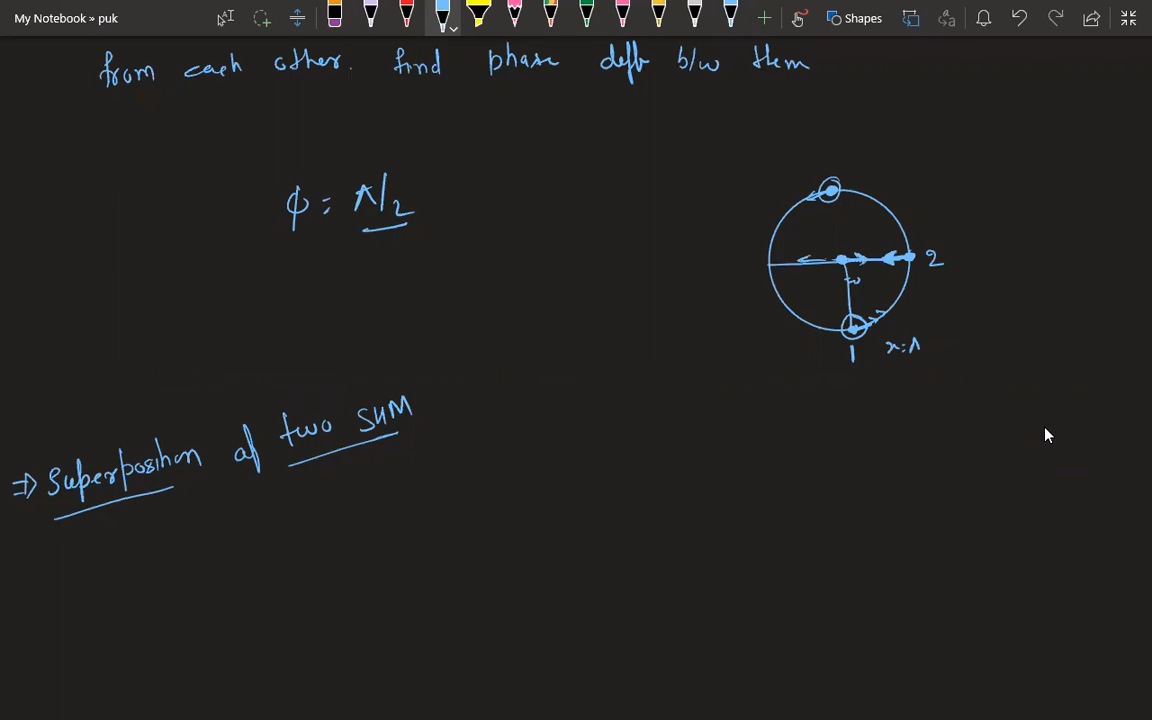 My Notebook » puk
Shapes
from each other. find phase diff b/w them
φ = π/2
2
1
x=A
⇒ Superposition of two SHM